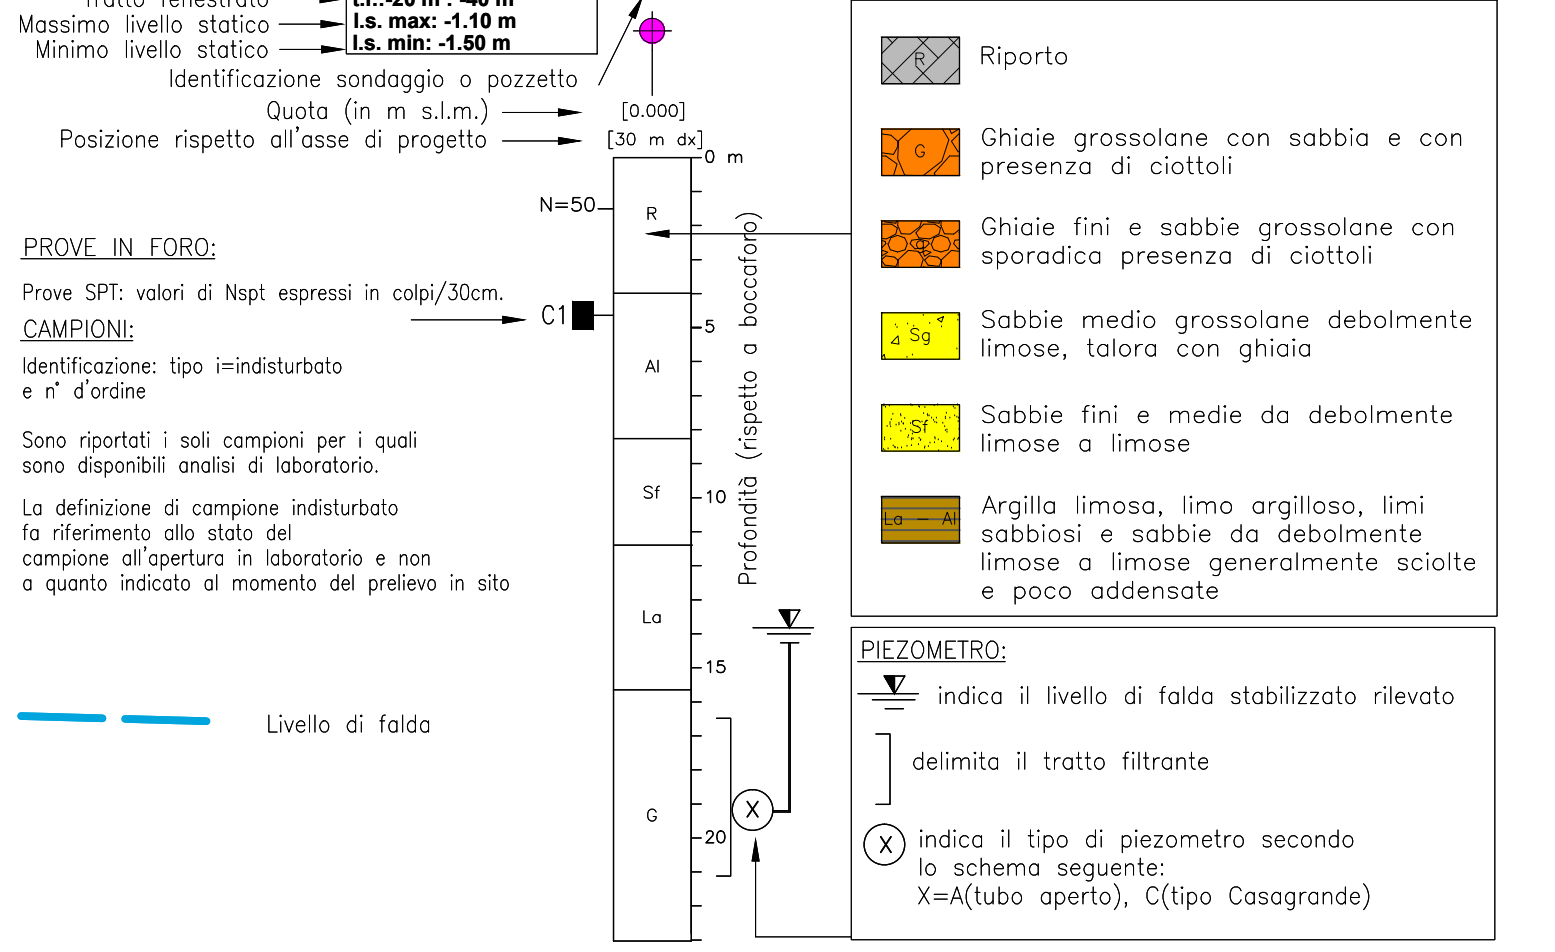 Tratto fenestrato
t.f.:-20 m : -40 m
Massimo livello statico
l.s. max: -1.10 m
Minimo livello statico
l.s. min: -1.50 m
Identificazione sondaggio o pozzetto
Quota (in m s.l.m.)
[0.000]
Posizione rispetto all'asse di progetto
[30 m dx]
0 m
N=50
R
PROVE IN FORO:
Prove SPT: valori di Nspt espressi in colpi/30cm.
CAMPIONI:
C1
5
Identificazione: tipo i=indisturbato
e n° d'ordine
Al
Sono riportati i soli campioni per i quali
sono disponibili analisi di laboratorio.
Sf
10
La definizione di campione indisturbato
fa riferimento allo stato del
campione all'apertura in laboratorio e non
a quanto indicato al momento del prelievo in sito
La
15
Livello di falda
G
20
Profondità (rispetto a boccaforo)
X
R
Riporto
G
Ghiaie grossolane con sabbia e con
presenza di ciottoli
g
Ghiaie fini e sabbie grossolane con
sporadica presenza di ciottoli
Sg
Sabbie medio grossolane debolmente
limose, talora con ghiaia
Sf
Sabbie fini e medie da debolmente
limose a limose
La - Al
Argilla limosa, limo argilloso, limi
sabbiosi e sabbie da debolmente
limose a limose generalmente sciolte
e poco addensate
PIEZOMETRO:
indica il livello di falda stabilizzato rilevato
delimita il tratto filtrante
X
indica il tipo di piezometro secondo
lo schema seguente:
X=A(tubo aperto), C(tipo Casagrande)